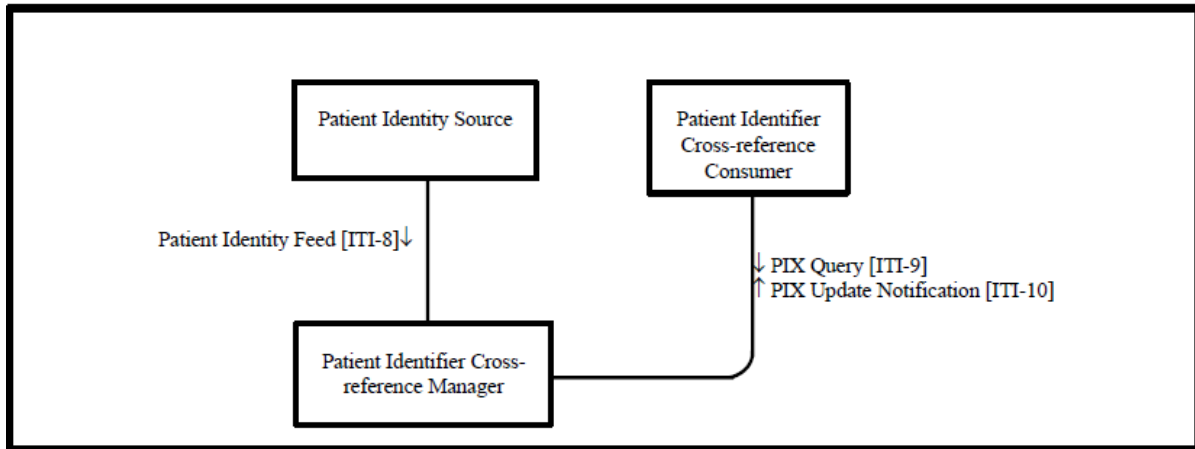 Patient Identity Source
Patient Identifier
Cross-reference
Consumer
Patient Identity Feed [ITI-8]↓
↓ PIX Query [ITI-9]
↑ PIX Update Notification [ITI-10]
Patient Identifier Cross-
reference Manager